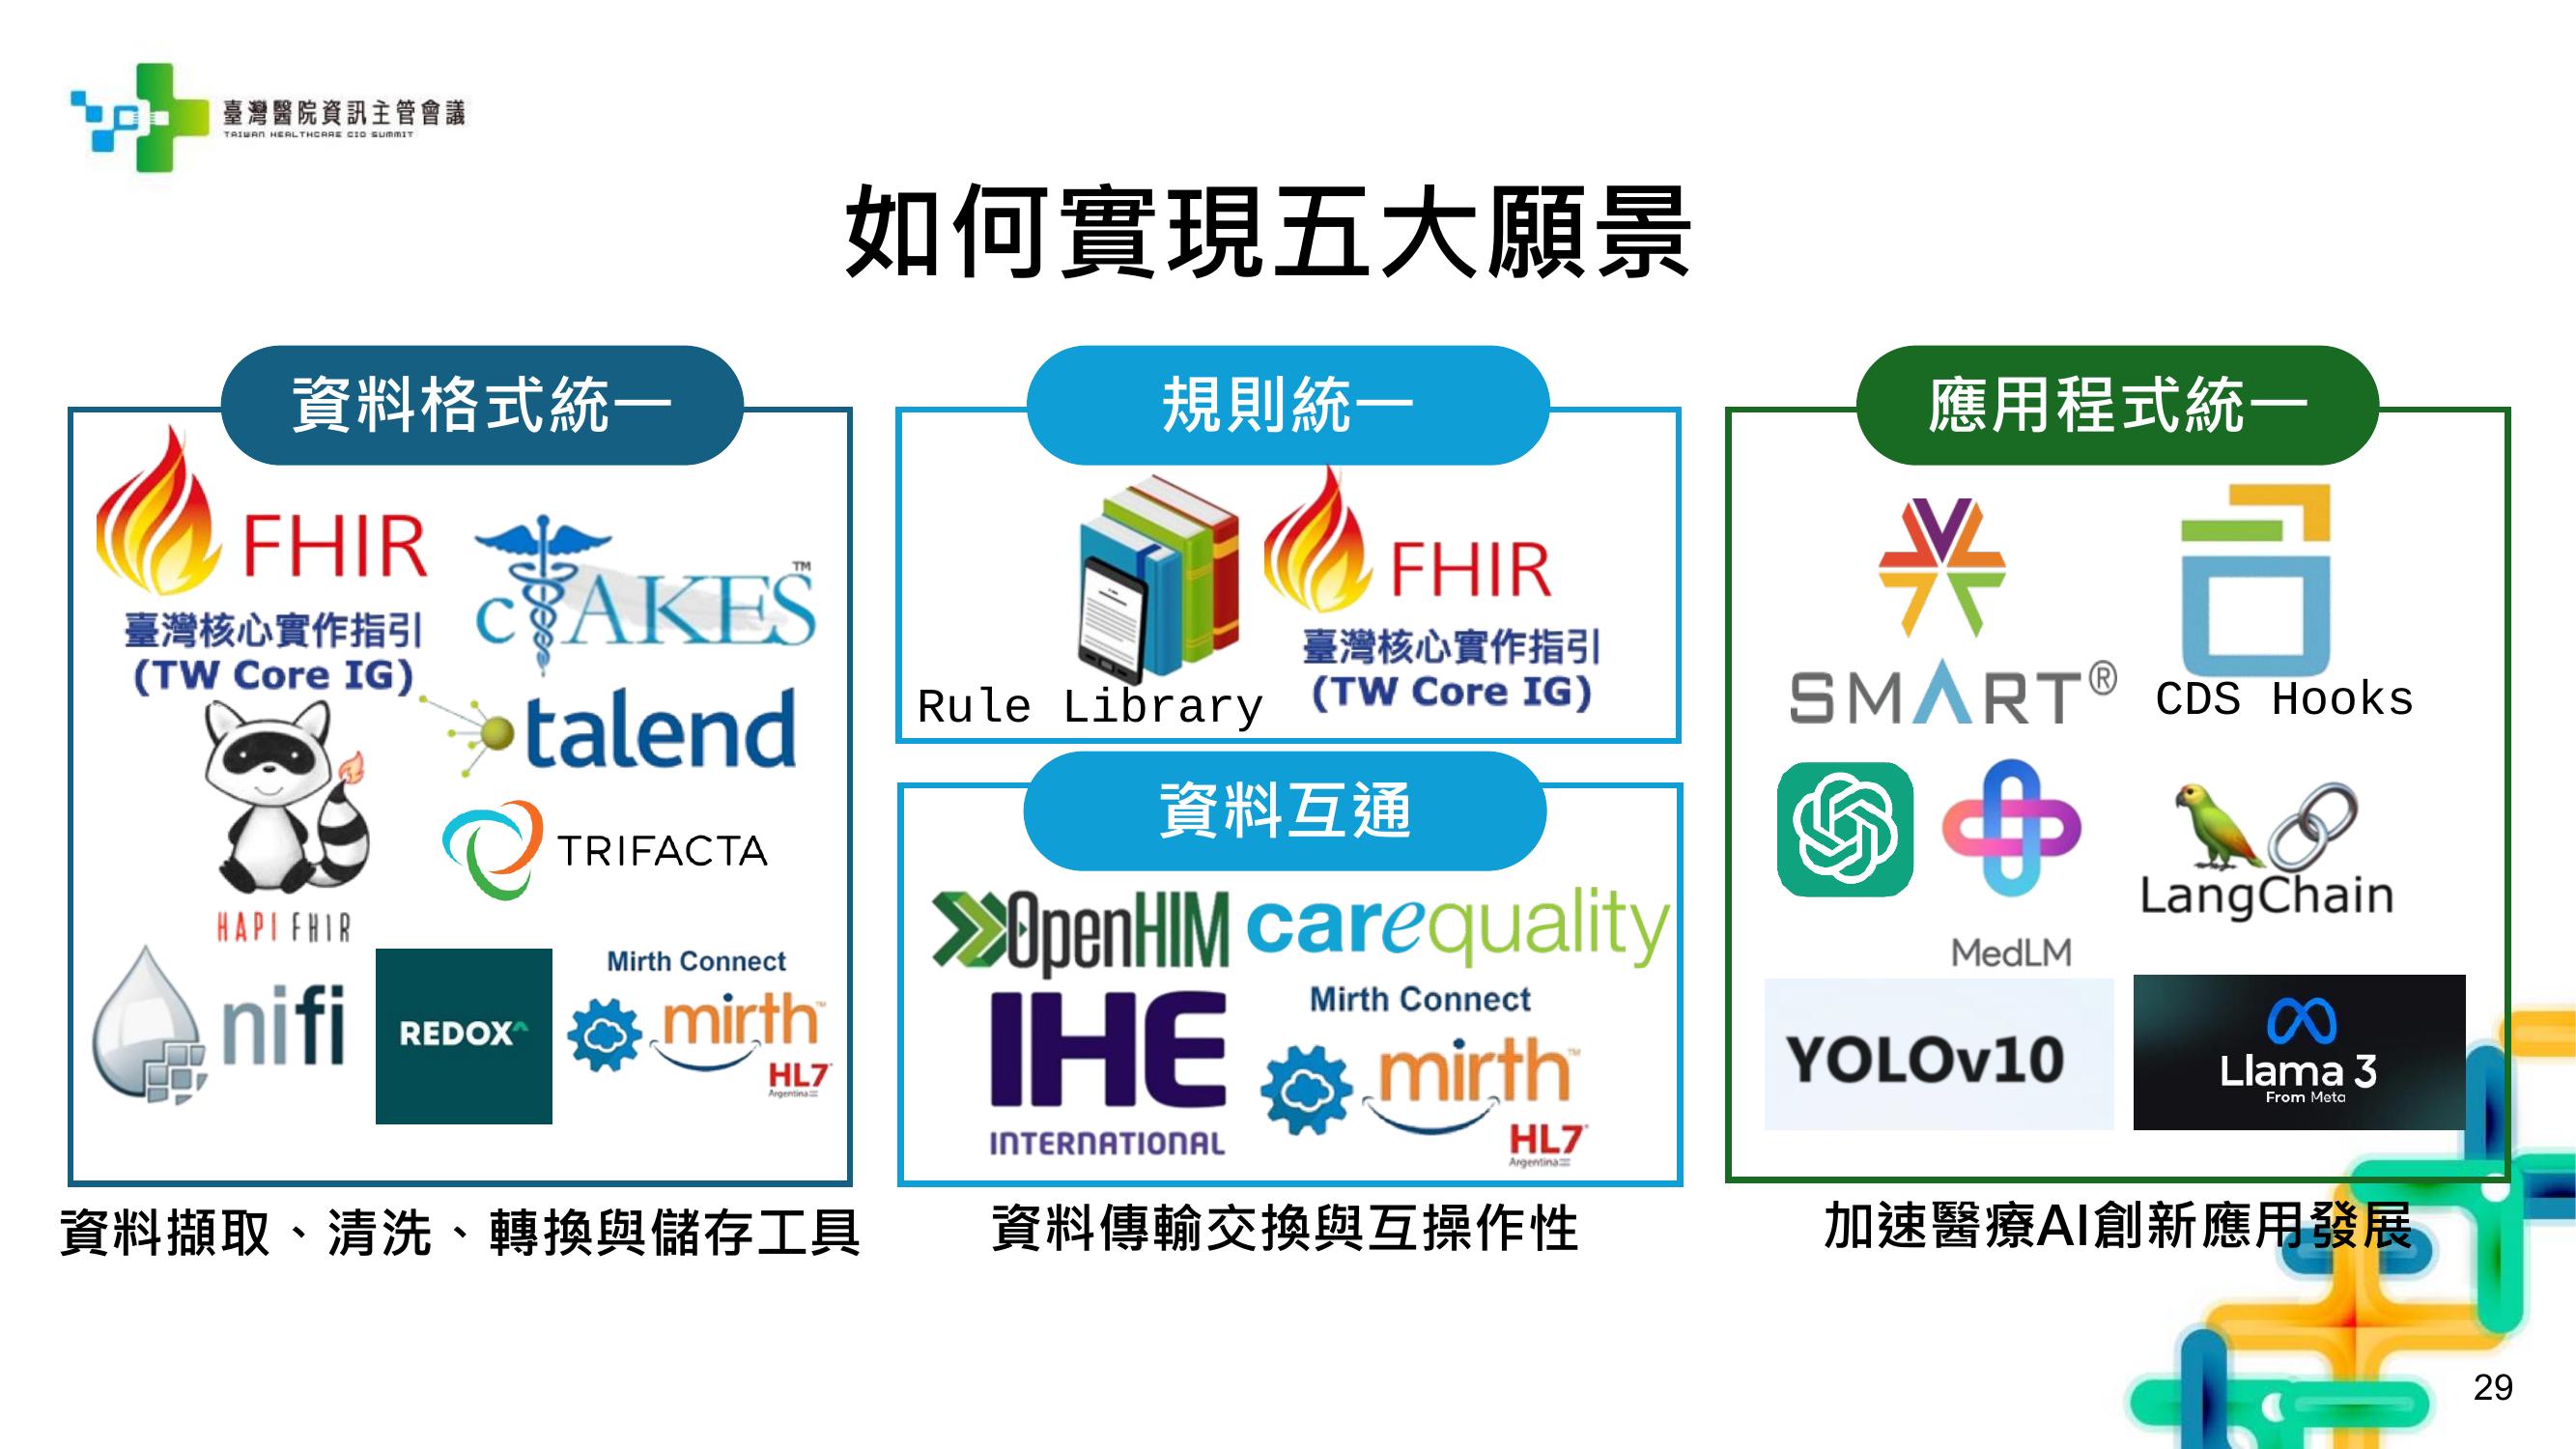 臺灣醫院資訊主管會議
TAIWAN HEALTHCARE CIO SUMMIT
如何實現五大願景
資料格式統一
FHIR
臺灣核心實作指引
(TW Core IG)
cTAKES™
talend
HAPI FHIR
TRIFACTA
nifi
REDOX^
Mirth Connect
mirth™
HL7
Argentina
資料擷取、清洗、轉換與儲存工具
規則統一
Rule Library
FHIR
臺灣核心實作指引
(TW Core IG)
資料互通
OpenHIM
carequality
IHE
INTERNATIONAL
Mirth Connect
mirth™
HL7
Argentina
資料傳輸交換與互操作性
應用程式統一
SMART®
CDS Hooks
MedLM
LangChain
YOLOv10
Llama 3
From Meta
加速醫療AI創新應用發展
29